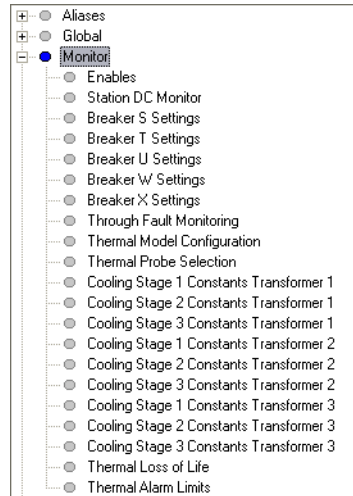 Aliases
Global
Monitor
Enables
Station DC Monitor
Breaker S Settings
Breaker T Settings
Breaker U Settings
Breaker W Settings
Breaker X Settings
Through Fault Monitoring
Thermal Model Configuration
Thermal Probe Selection
Cooling Stage 1 Constants Transformer 1
Cooling Stage 2 Constants Transformer 1
Cooling Stage 3 Constants Transformer 1
Cooling Stage 1 Constants Transformer 2
Cooling Stage 2 Constants Transformer 2
Cooling Stage 3 Constants Transformer 2
Cooling Stage 1 Constants Transformer 3
Cooling Stage 2 Constants Transformer 3
Cooling Stage 3 Constants Transformer 3
Thermal Loss of Life
Thermal Alarm Limits